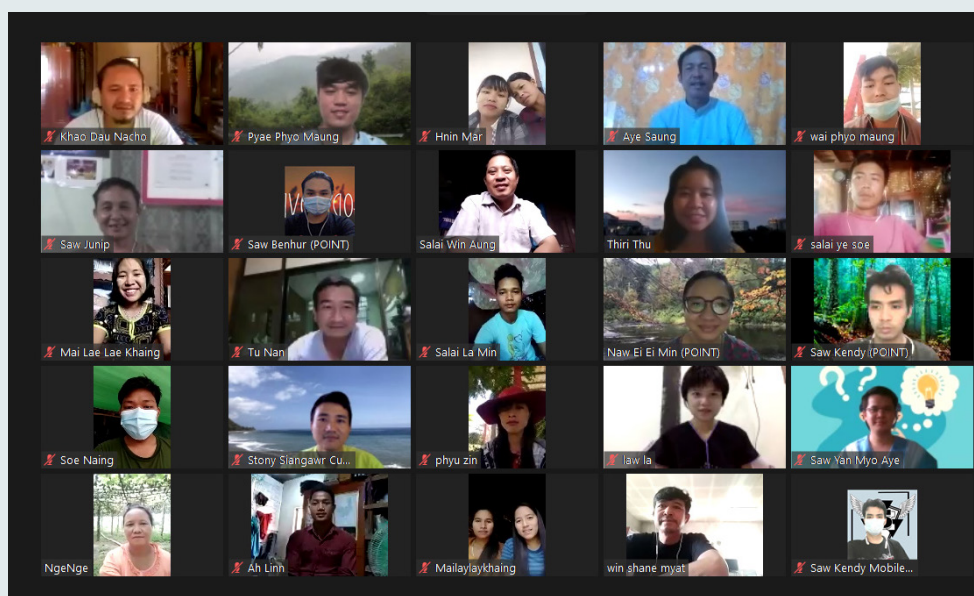 Khao Dau Nacho
Pyae Phyo Maung
Hnin Mar
Aye Saung
wai phyo maung
Saw Junip
Saw Benhur (POINT)
Salai Win Aung
Thiri Thu
salai ye soe
Mai Lae Lae Khaing
Tu Nan
Salai La Min
Naw Ei Ei Min (POINT)
Saw Kendy (POINT)
Soe Naing
Stony Siangawr Cu...
phyu zin
law la
Saw Yan Myo Aye
NgeNge
Ah Linn
Mailaylaykhaing
win shane myat
Saw Kendy Mobile...